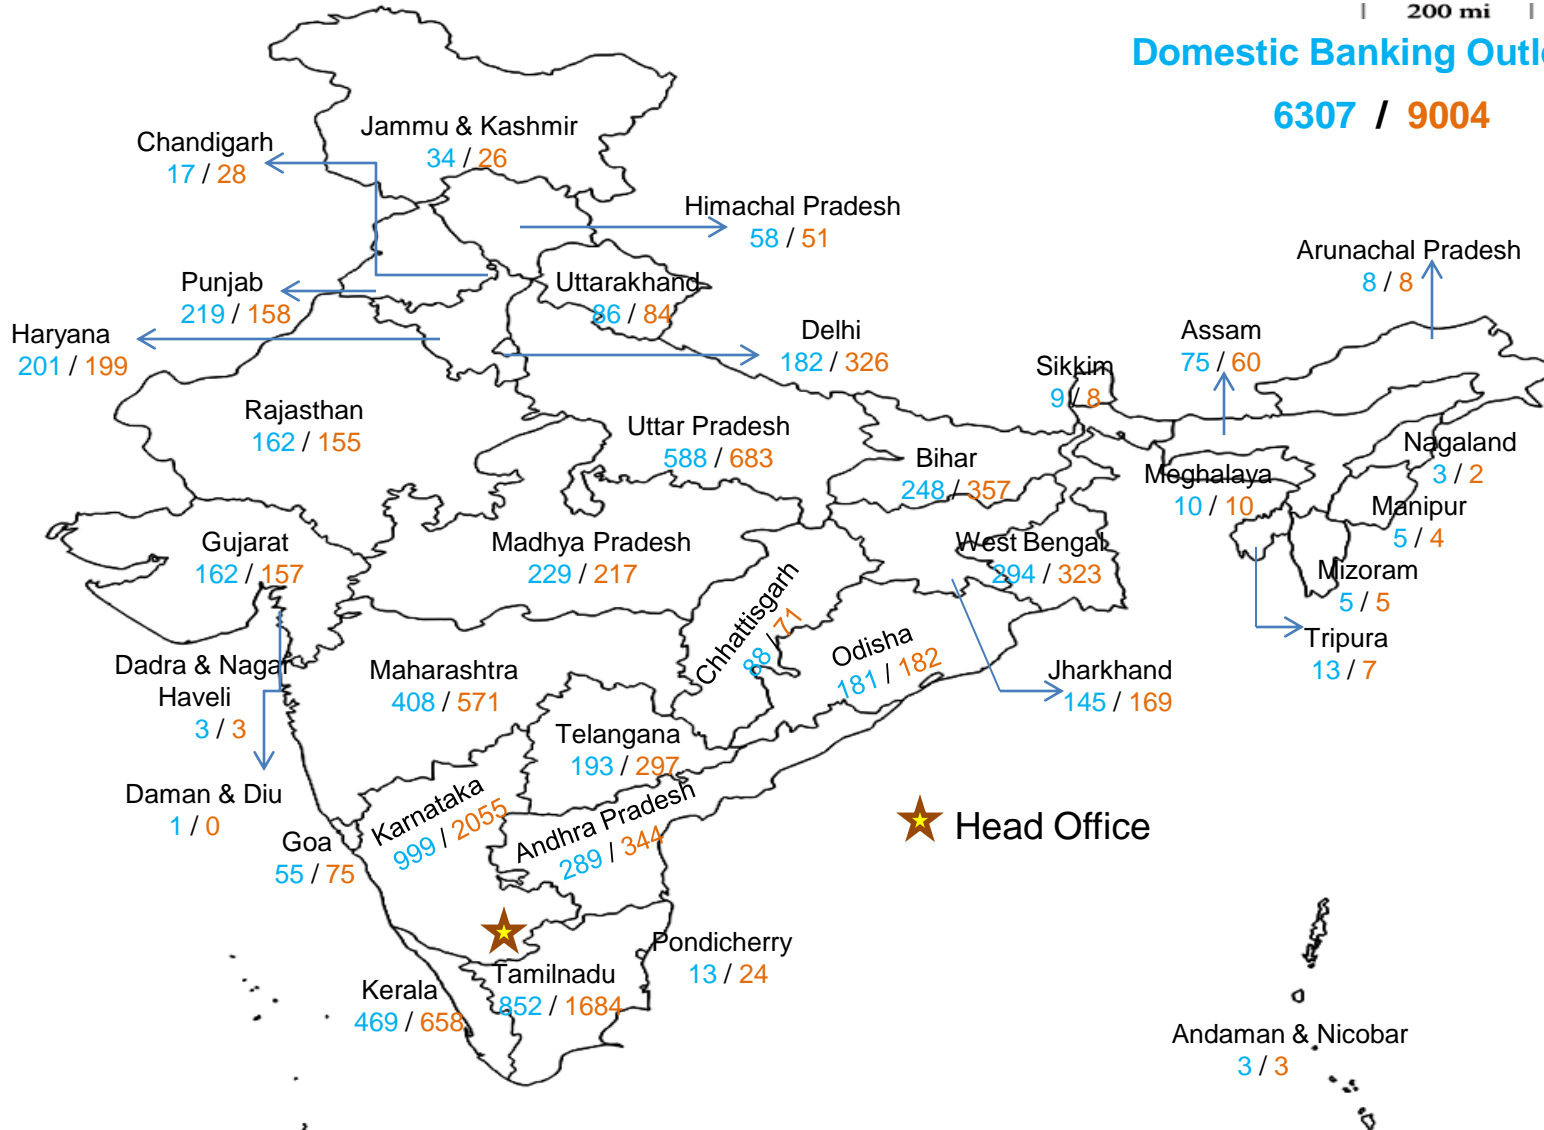 200 mi
Domestic Banking
6307 / 9004
Jammu & Kashmir
34 / 26
Chandigarh
17 / 28
Himachal Pradesh
58 / 51
Arunachal Pradesh
8 / 8
Punjab
219 / 158
Uttarakhand
86 / 84
Haryana
201 / 199
Delhi
182 / 326
Assam
75 / 60
Sikkim
9 / 8
Rajasthan
162 / 155
Uttar Pradesh
588 / 683
Bihar
248 / 357
Nagaland
3 / 2
Meghalaya
10 / 10
Manipur
5 / 4
Gujarat
162 / 157
Madhya Pradesh
229 / 217
West Bengal
294 / 323
Mizoram
5 / 5
Chhattisgarh
88 / 71
Odisha
181 / 182
Tripura
13 / 7
Dadra & Nagar
Haveli
3 / 3
Maharashtra
408 / 571
Jharkhand
145 / 169
Telangana
193 / 297
Daman & Diu
1 / 0
Karnataka
999 / 2055
Andhra Pradesh
289 / 344
Head Office
Goa
55 / 75
Pondicherry
13 / 24
Tamilnadu
852 / 1684
Kerala
469 / 658
Andaman & Nicobar
3 / 3